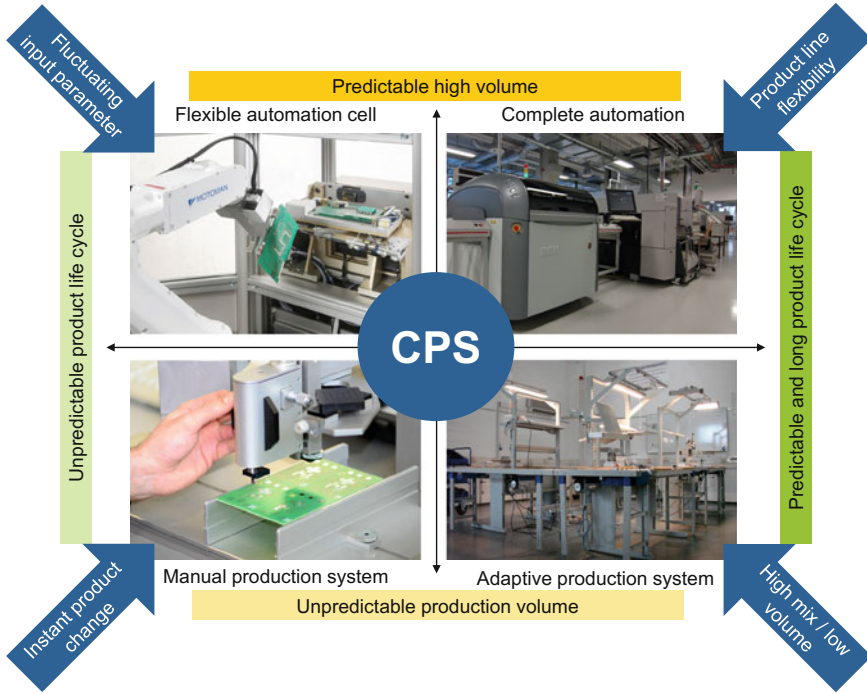 Fluctuating
input parameter
Product line
flexibility
Predictable high volume
Flexible automation cell
Complete automation
MOTOMAN
Unpredictable product life cycle
CPS
Predictable and long product life cycle
Manual production system
Adaptive production system
Unpredictable production volume
Instant product
change
High mix / low
volume